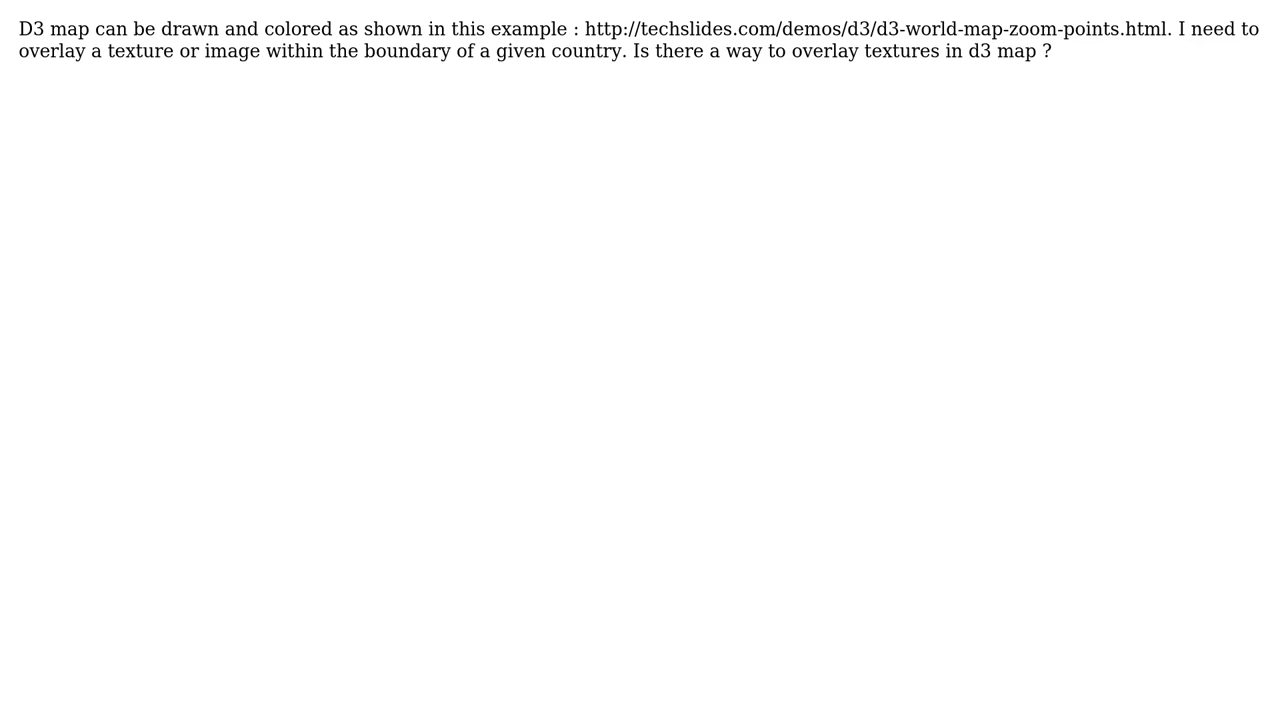 D3 map can be drawn and colored as shown in this example : http://techslides.com/demos/d3/d3-world-map-zoom-points.html. I need to
overlay a texture or image within the boundary of a given country. Is there a way to overlay textures in d3 map ?